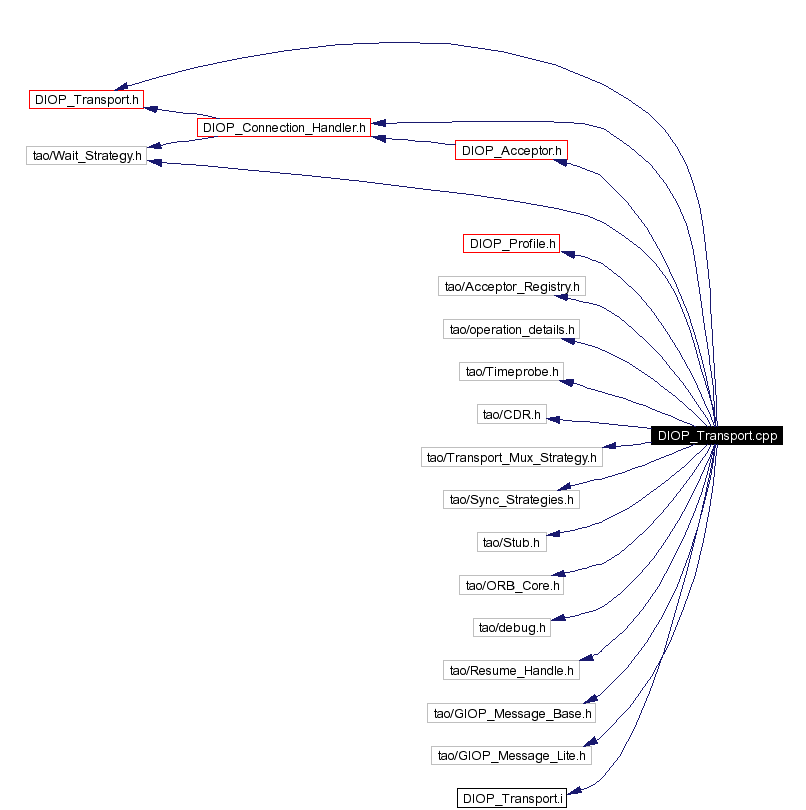 DIOP_Transport.h
DIOP_Connection_Handler.h
DIOP_Acceptor.h
tao/Wait_Strategy.h
DIOP_Profile.h
tao/Acceptor_Registry.h
tao/operation_details.h
tao/Timeprobe.h
tao/CDR.h
DIOP_Transport.cpp
tao/Transport_Mux_Strategy.h
tao/Sync_Strategies.h
tao/Stub.h
tao/ORB_Core.h
tao/debug.h
tao/Resume_Handle.h
tao/GIOP_Message_Base.h
tao/GIOP_Message_Lite.h
DIOP_Transport.i